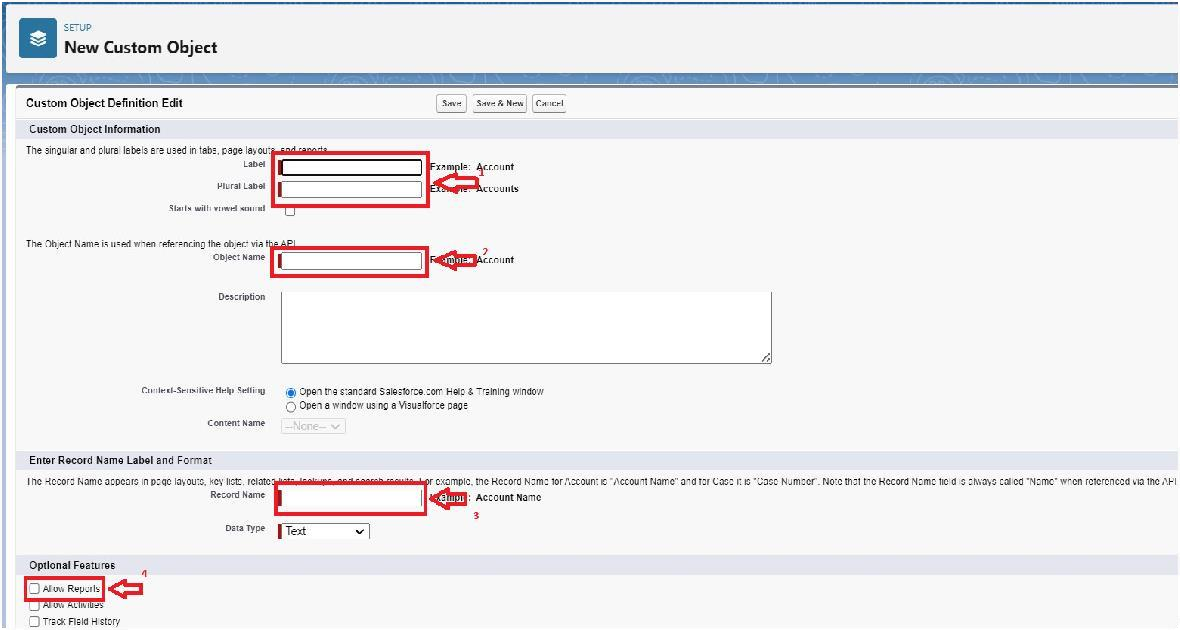 SETUP
New Custom Object
Custom Object Definition Edit
Save
Save & New
Cancel
Custom Object Information
The singular and plural labels are used in tabs, page layouts, and reports.
Label
Example: Account
1
Plural Label
Example: Accounts
Starts with vowel sound
The Object Name is used when referencing the object via the API.
Object Name
Example: Account
2
Description
Context-Sensitive Help Setting
Open the standard Salesforce.com Help & Training window
Open a window using a Visualforce page
Content Name
--None--
Enter Record Name Label and Format
The Record Name appears in page layouts, key lists, related lists, lookups, and search results. For example, the Record Name for Account is "Account Name" and for Case it is "Case Number". Note that the Record Name field is always called "Name" when referenced via the API
Record Name
Example: Account Name
3
Data Type
Text
Optional Features
4
Allow Reports
Allow Activities
Track Field History